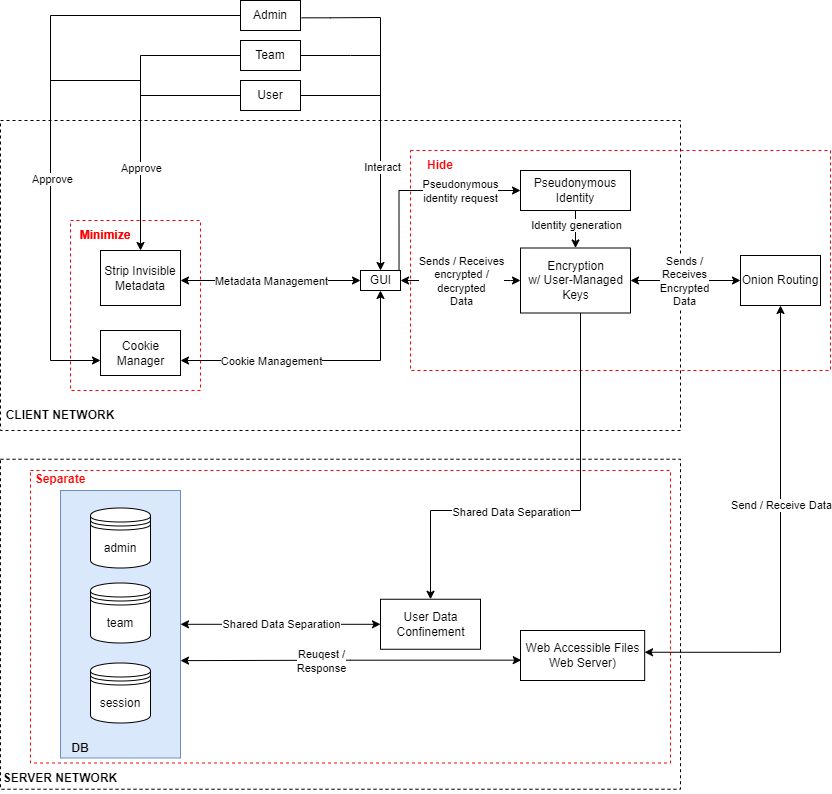 Admin
Team
User
Approve
Approve
Interact
Hide
Pseudonymous
identity request
Pseudonymous
Identity
Identity generation
Minimize
Strip Invisible
Metadata
Metadata Management
GUI
Sends / Receives
encrypted /
decrypted
Data
Encryption
w/ User-Managed
Keys
Sends /
Receives
Encrypted
Data
Onion Routing
Cookie
Manager
Cookie Management
CLIENT NETWORK
Separate
admin
team
session
DB
Shared Data Separation
Send / Receive Data
Shared Data Separation
User Data
Confinement
Reuqest /
Response
Web Accessible Files
Web Server)
SERVER NETWORK